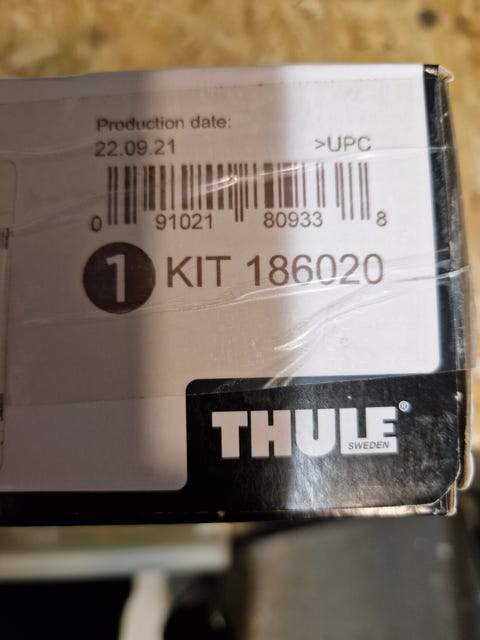 Production date:
22.09.21 >UPC
0 91021 80933 8
1 KIT 186020
THULE®
SWEDEN